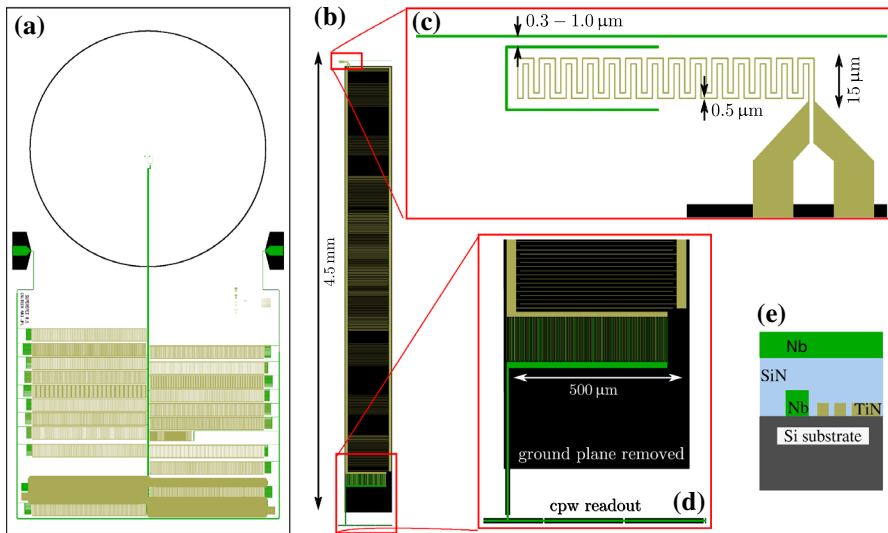 (a)
(b)
4.5 mm
(c)
0.3 – 1.0 μm
0.5 μm
15 μm
500 μm
ground plane removed
cpw readout
(d)
(e)
Nb
SiN
Nb
TiN
Si substrate